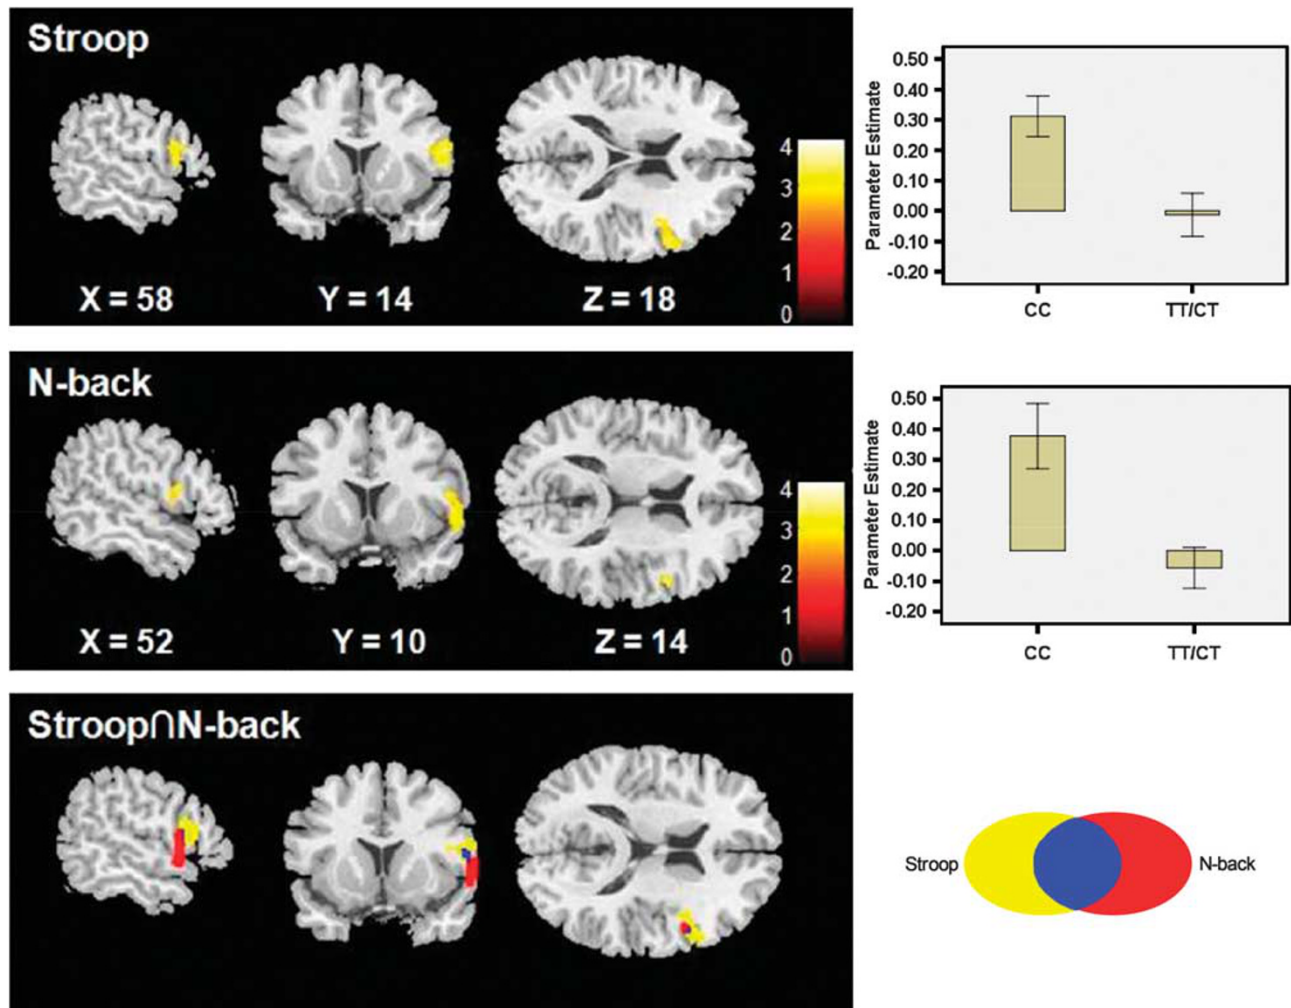 Stroop
X = 58
Y = 14
Z = 18
4
3
2
1
0
Parameter Estimate
0.50
0.40
0.30
0.20
0.10
0.00
-0.10
-0.20
CC
TT/CT
N-back
X = 52
Y = 10
Z = 14
4
3
2
1
0
Parameter Estimate
0.50
0.40
0.30
0.20
0.10
0.00
-0.10
-0.20
CC
TT/CT
Stroop∩N-back
Stroop
N-back